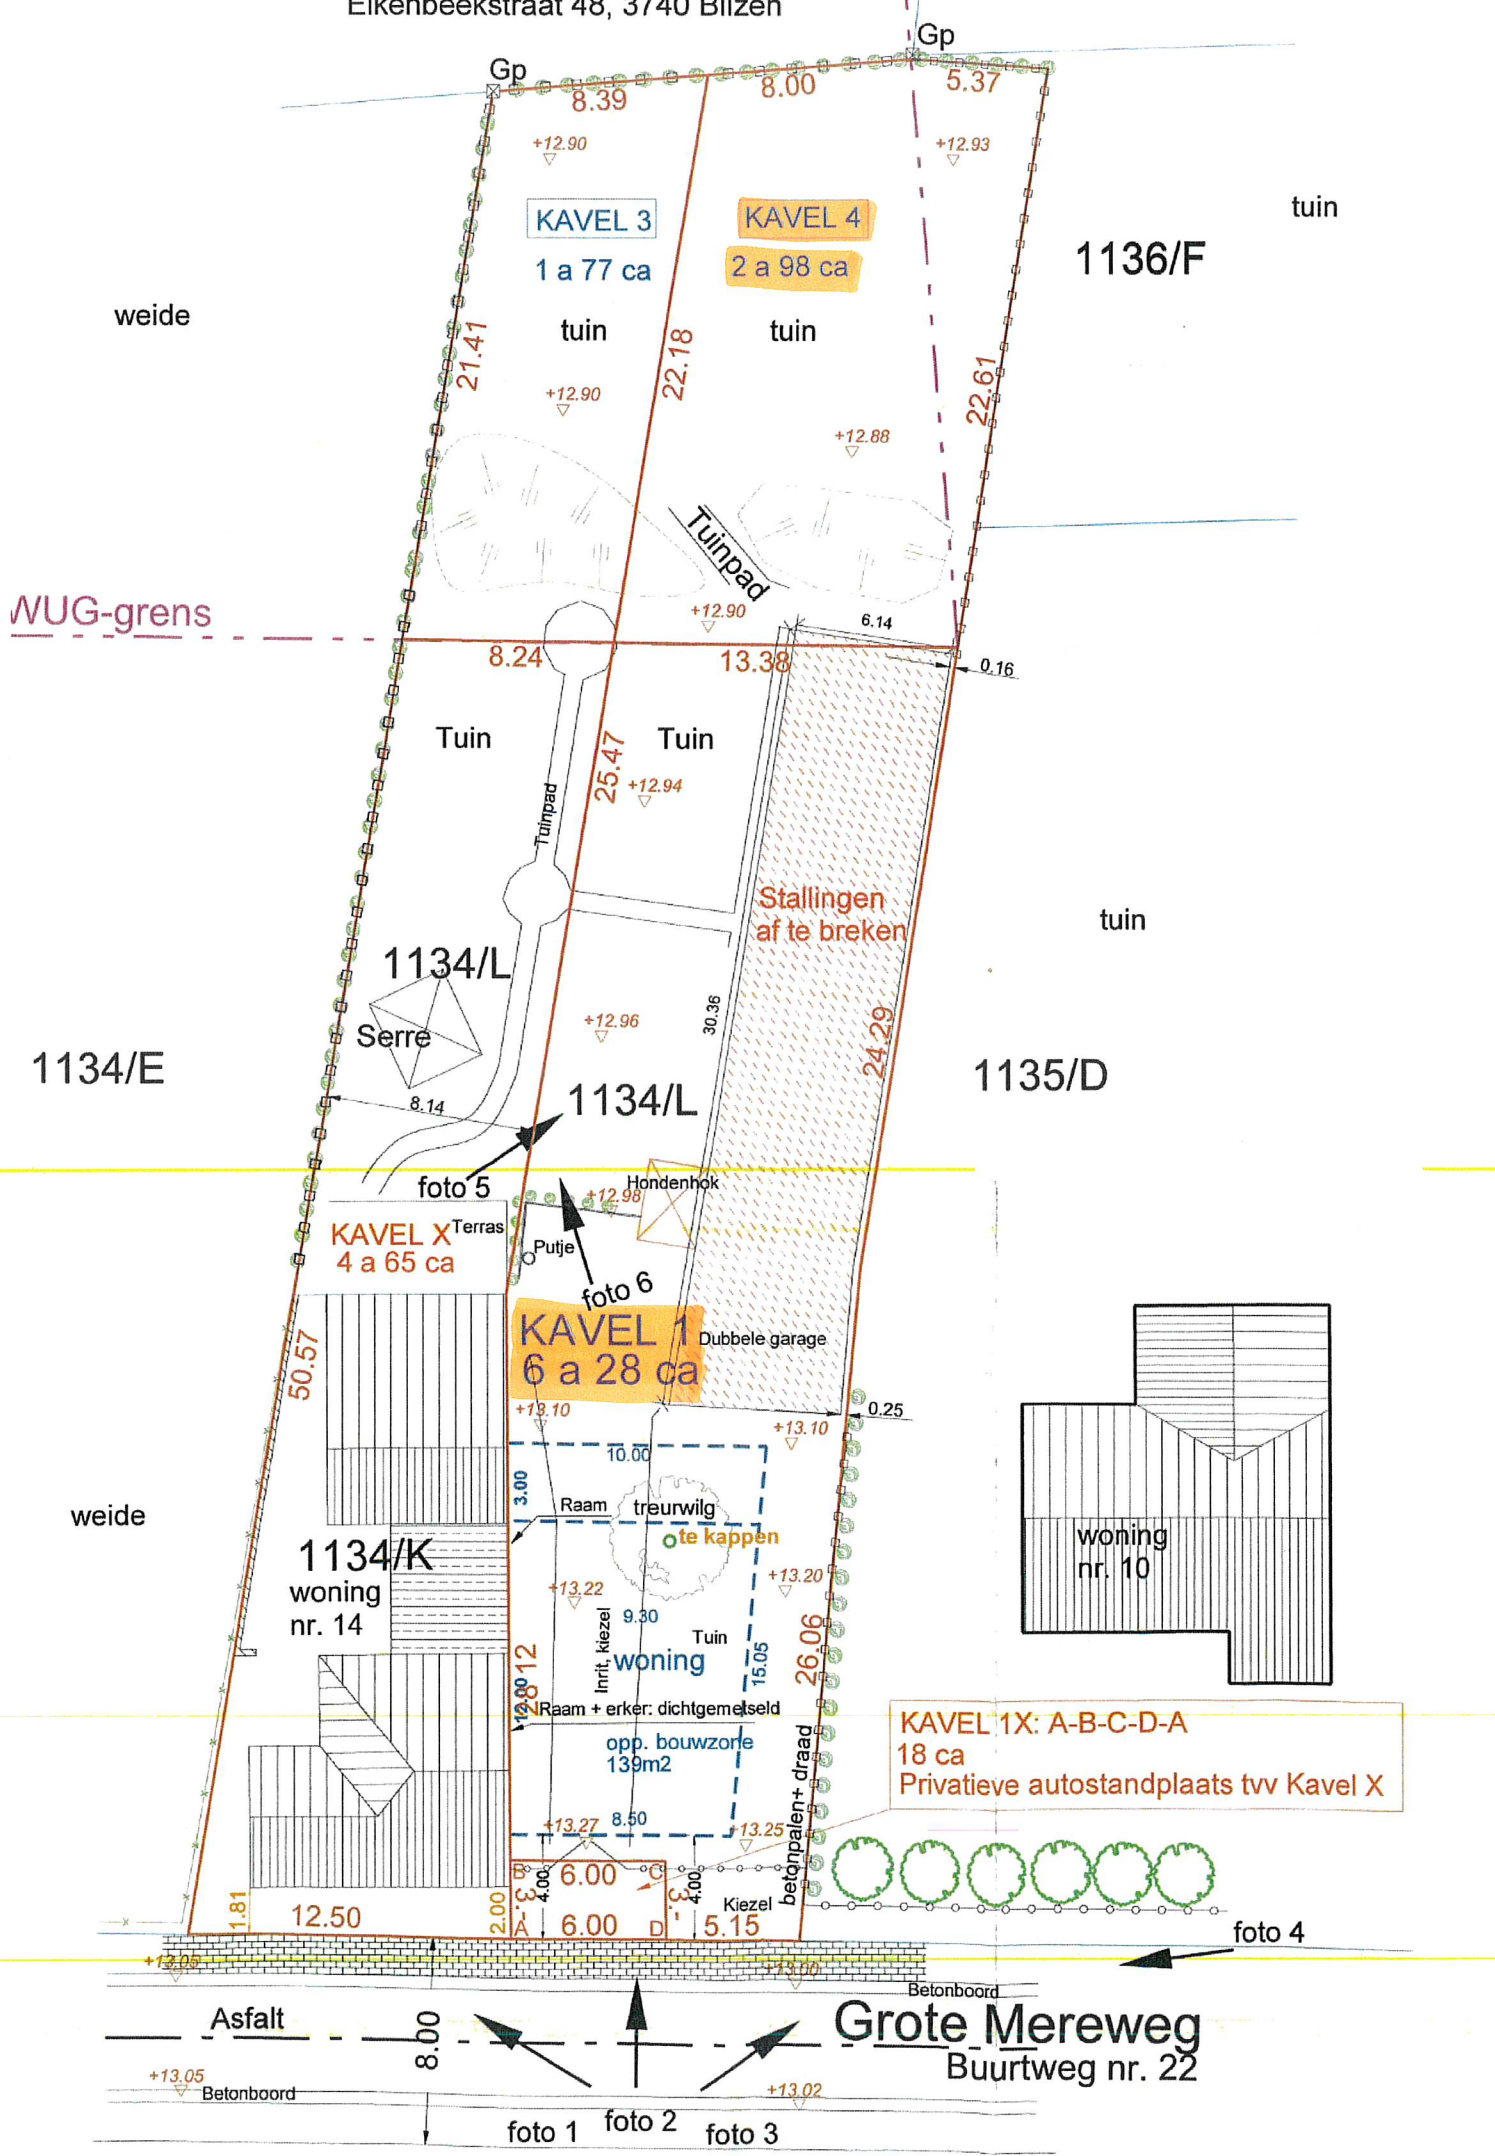 Eikenbeekstraat 48, 3740 Bilzen
Gp
Gp
8.39
8.00
5.37
+12.90
+12.93
KAVEL 3
KAVEL 4
tuin
1 a 77 ca
2 a 98 ca
1136/F
weide
tuin
tuin
21.41
22.18
22.61
+12.90
+12.88
Tuinpad
WUG-grens
+12.90
6.14
8.24
13.38
0.16
Tuin
Tuin
25.47
+12.94
Tuinpad
Stallingen
af te breken
tuin
1134/L
30.36
+12.96
24.29
Serre
1134/E
1135/D
8.14
1134/L
foto 5
Hondenhok
+12.98
KAVEL X
Terras
4 a 65 ca
Putje
foto 6
KAVEL 1
6 a 28 ca
Dubbele garage
50.57
+13.10
0.25
+13.10
10.00
3.00
Raam
treurwilg
te kappen
weide
1134/K
woning
nr. 14
woning
nr. 10
+13.22
+13.20
9.30
Inrit, kiezel
Tuin
woning
15.05
26.06
28.12
12.00
Raam + erker: dichtgemetseld
opp. bouwzone
139m2
betonpalen+ draad
KAVEL 1X: A-B-C-D-A
18 ca
Privatieve autostandplaats tvv Kavel X
+13.27
8.50
+13.25
B
6.00
C
1.81
12.50
2.00
3.-
4.00
3.-
4.00
Kiezel
A
6.00
D
5.15
foto 4
+13.05
+13.00
Betonboord
Asfalt
8.00
Grote Mereweg
Buurtweg nr. 22
+13.05
Betonboord
+13.02
foto 1
foto 2
foto 3